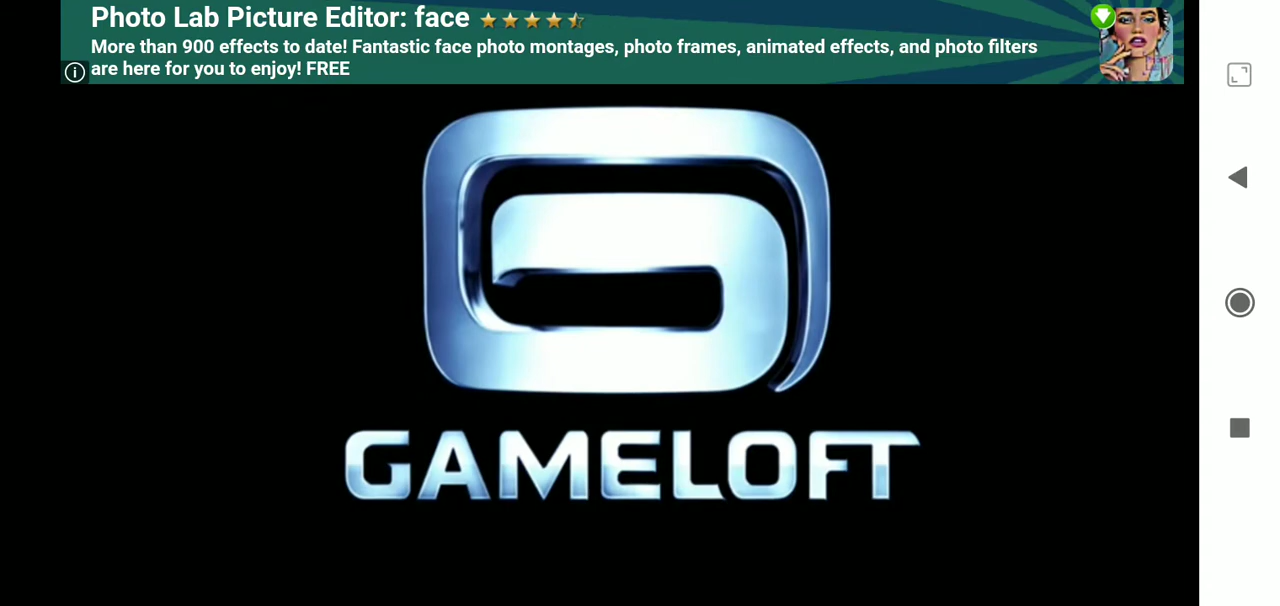 Photo Lab Picture Editor: face
More than 900 effects to date! Fantastic face photo montages, photo frames, animated effects, and photo filters
are here for you to enjoy! FREE
GAMELOFT